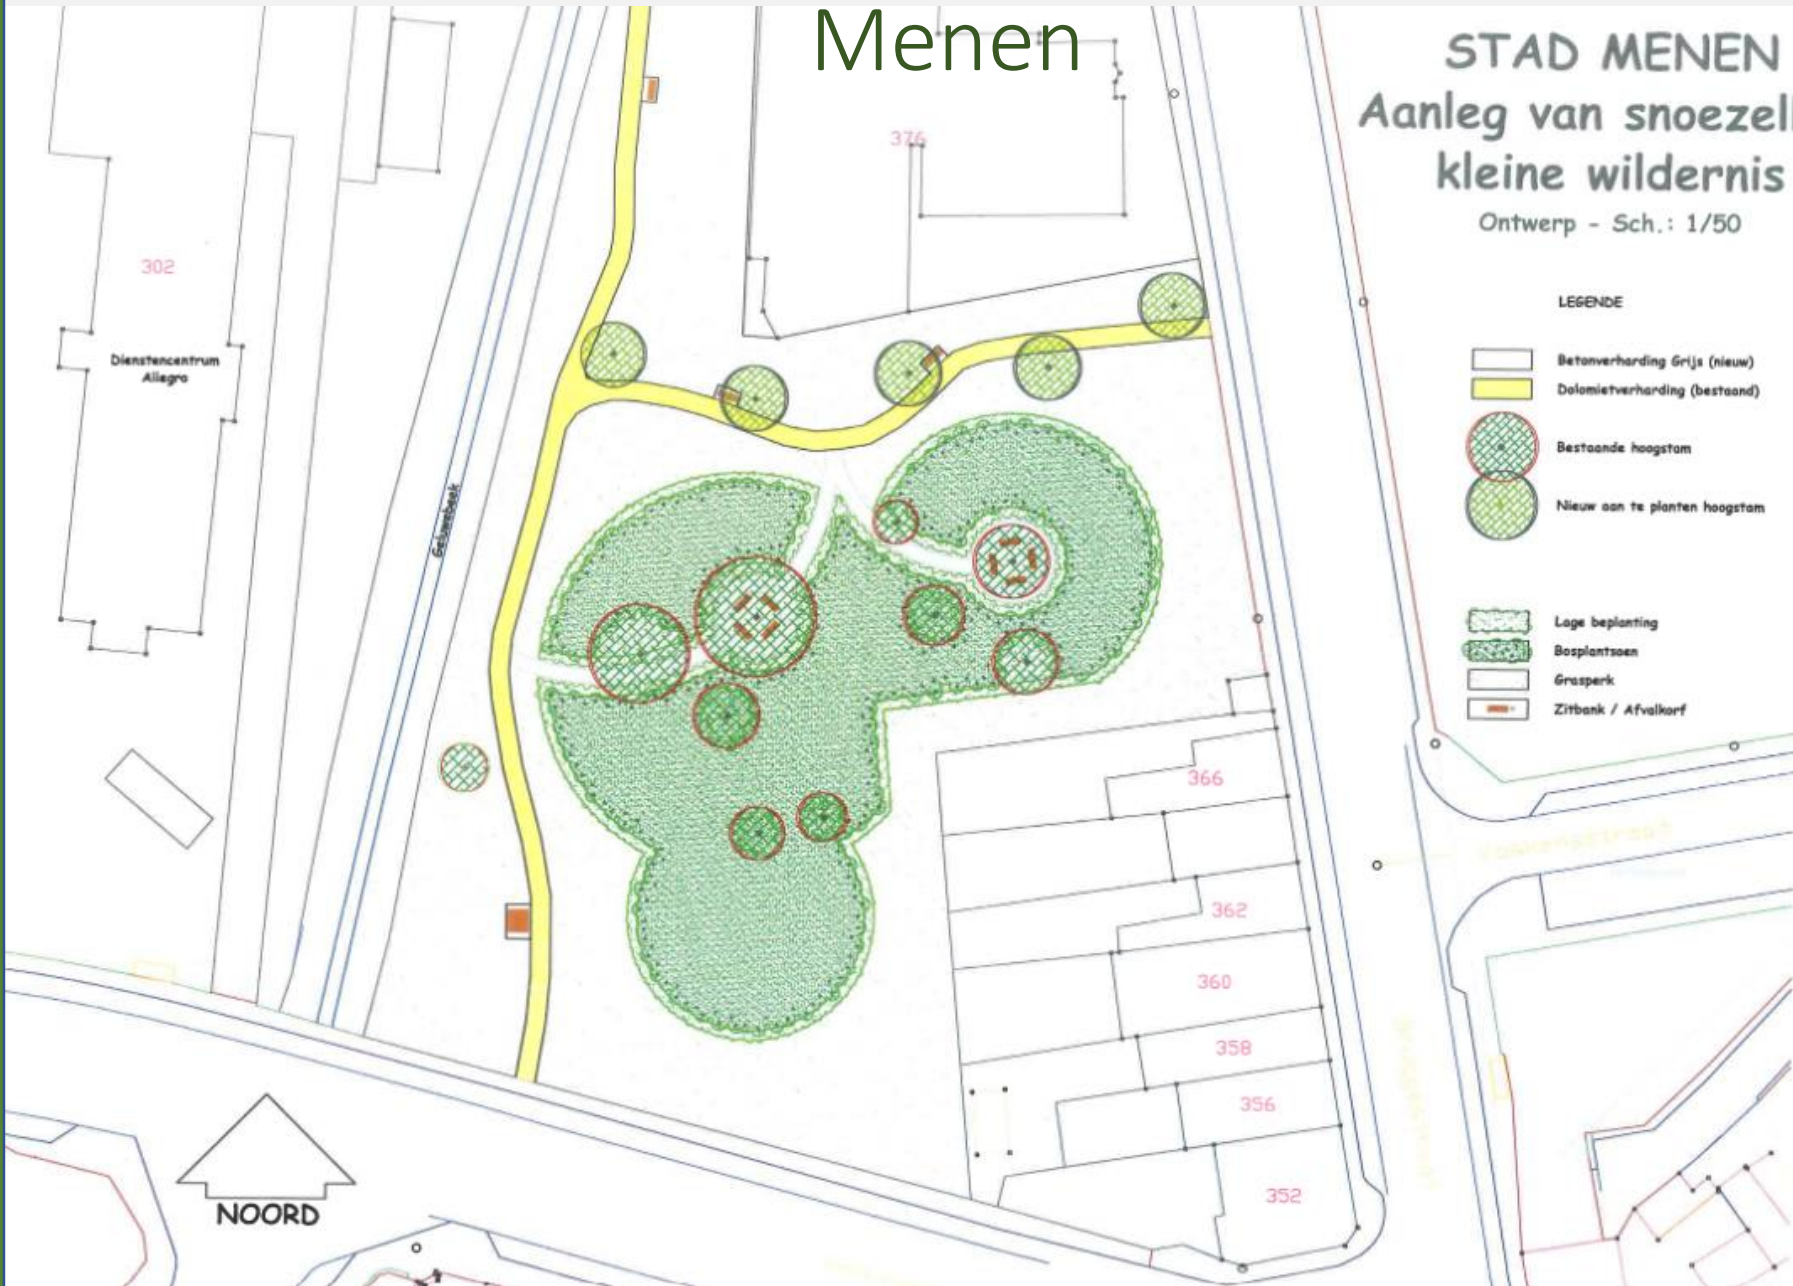 Menen
STAD MENEN
Aanleg van snoezel
kleine wildernis
Ontwerp - Sch.: 1/50
LEGENDE
Betonverharding Grijs (nieuw)
Dolomietverharding (bestaand)
Bestaande hoogstam
Nieuw aan te planten hoogstam
Lage beplanting
Bosplantsoen
Grasperk
Zitbank / Afvalkorf
376
302
Dienstencentrum
Allegro
Geluwebeek
366
362
360
358
356
352
NOORD